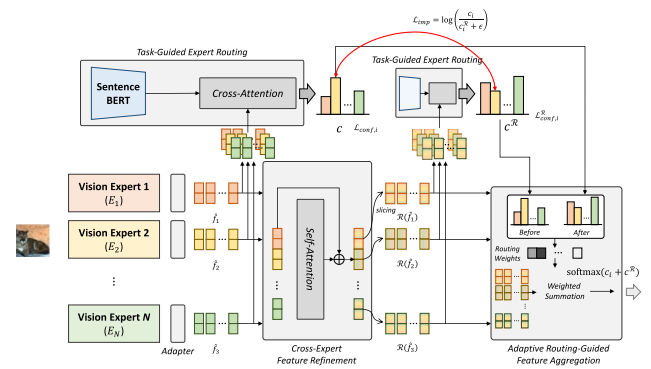 L_imp = log(c_i / (c_i^R + ϵ))
Task-Guided Expert Routing
Task-Guided Expert Routing
Sentence
BERT
Cross-Attention
...
...
c
L_conf,i
c^R
L^R_conf,i
Vision Expert 1
(E_1)
f̂_1
slicing
R(f̂_1)
Vision Expert 2
(E_2)
f̂_2
R(f̂_2)
Self-Attention
Vision Expert N
(E_N)
Adapter
f̂_3
R(f̂_3)
Cross-Expert
Feature Refinement
Before
After
Routing
Weights
softmax(c_i + c^R)
Weighted
Summation
Adaptive Routing-Guided
Feature Aggregation